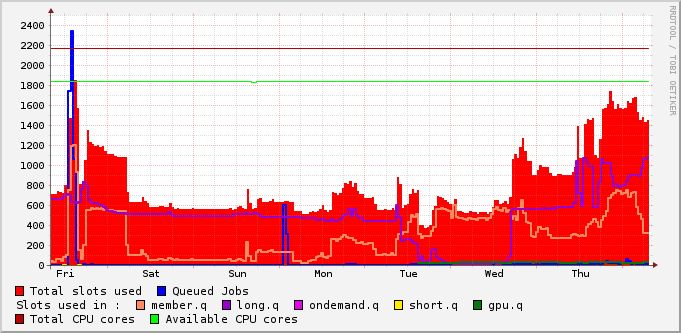 RRDTOOL / TOBI OETIKER
2400
2200
2000
1800
1600
1400
1200
1000
800
600
400
200
0
Fri Sat Sun Mon Tue Wed Thu
Total slots used Queued Jobs
Slots used in : member.q long.q ondemand.q short.q gpu.q
Total CPU cores Available CPU cores